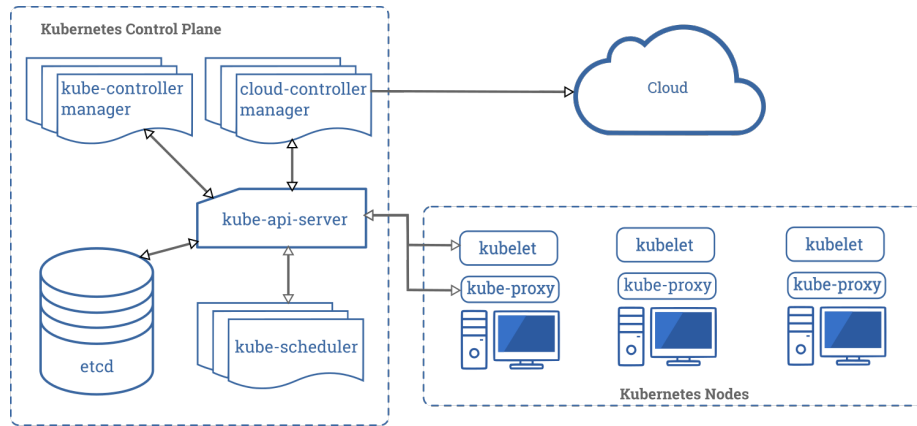 Kubernetes Control Plane
kube-controller
manager
cloud-controller
manager
Cloud
kube-api-server
kubelet
kubelet
kubelet
kube-proxy
kube-proxy
kube-proxy
etcd
kube-scheduler
Kubernetes Nodes